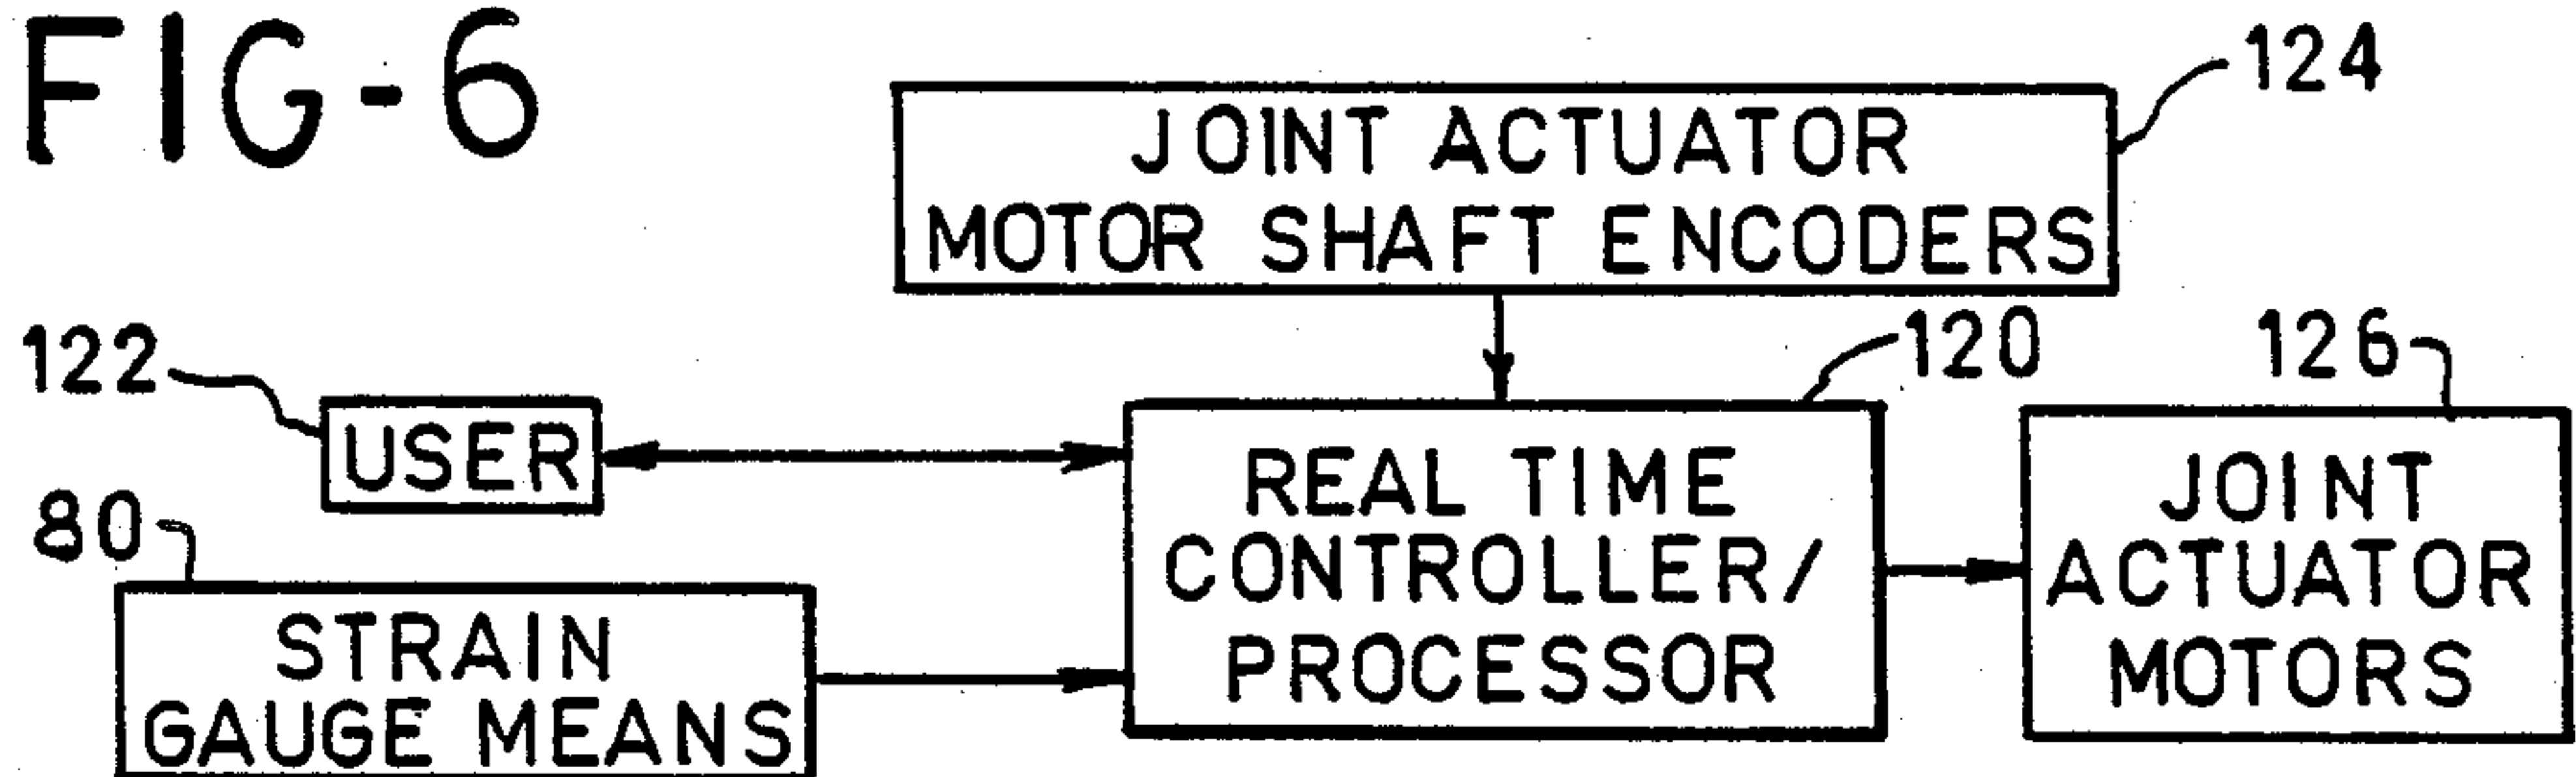 FIG-6
JOINT ACTUATOR
MOTOR SHAFT ENCODERS
124
122
USER
120
126
80
STRAIN
GAUGE MEANS
REAL TIME
CONTROLLER/
PROCESSOR
JOINT
ACTUATOR
MOTORS